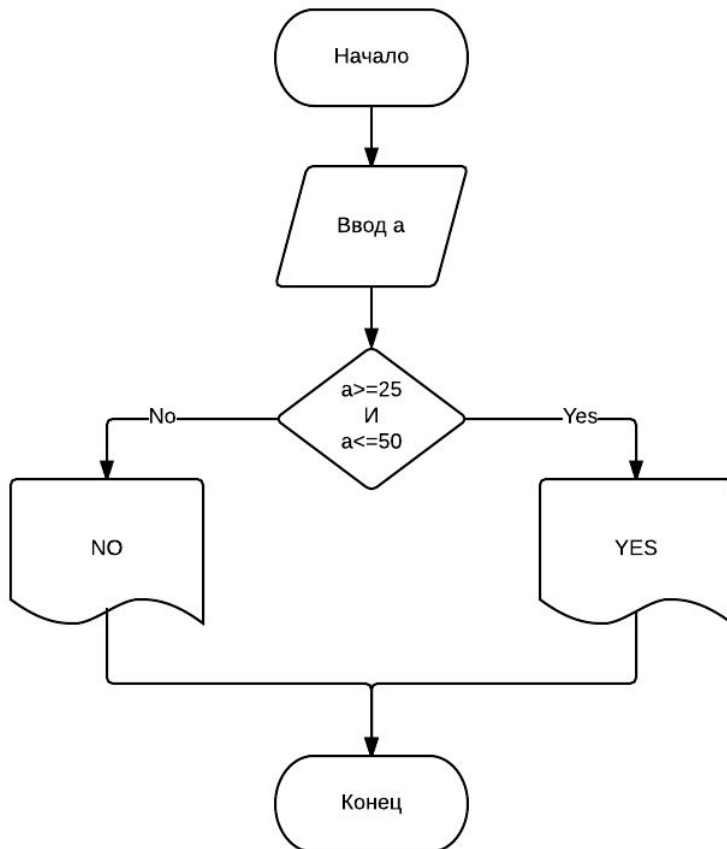 Начало
Ввод a
a>=25
И
a<=50
No
Yes
NO
YES
Конец